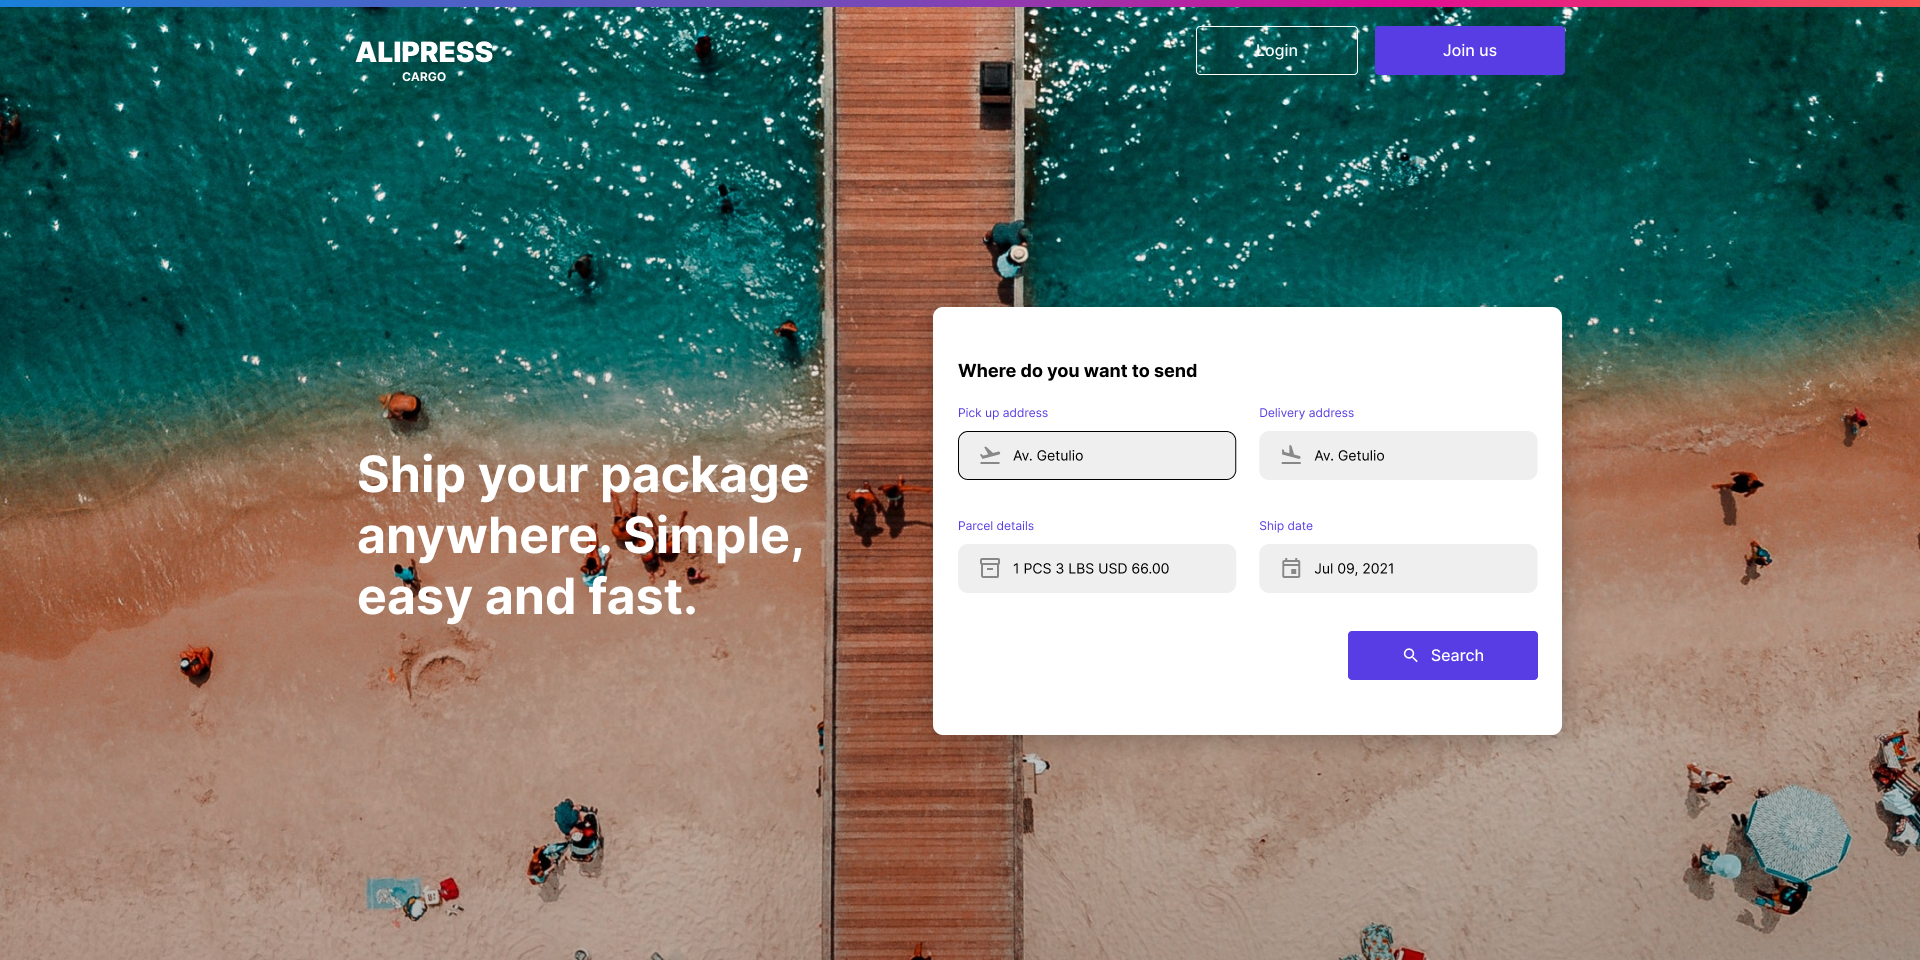 ALIPRESS
CARGO
Login
Join us
Where do you want to send
Pick up address
Delivery address
Av. Getulio
Av. Getulio
Ship your package
anywhere. Simple,
easy and fast.
Parcel details
Ship date
1 PCS 3 LBS USD 66.00
Jul 09, 2021
Search